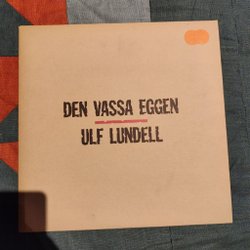 DEN VASSA EGGEN
ULF LUNDELL